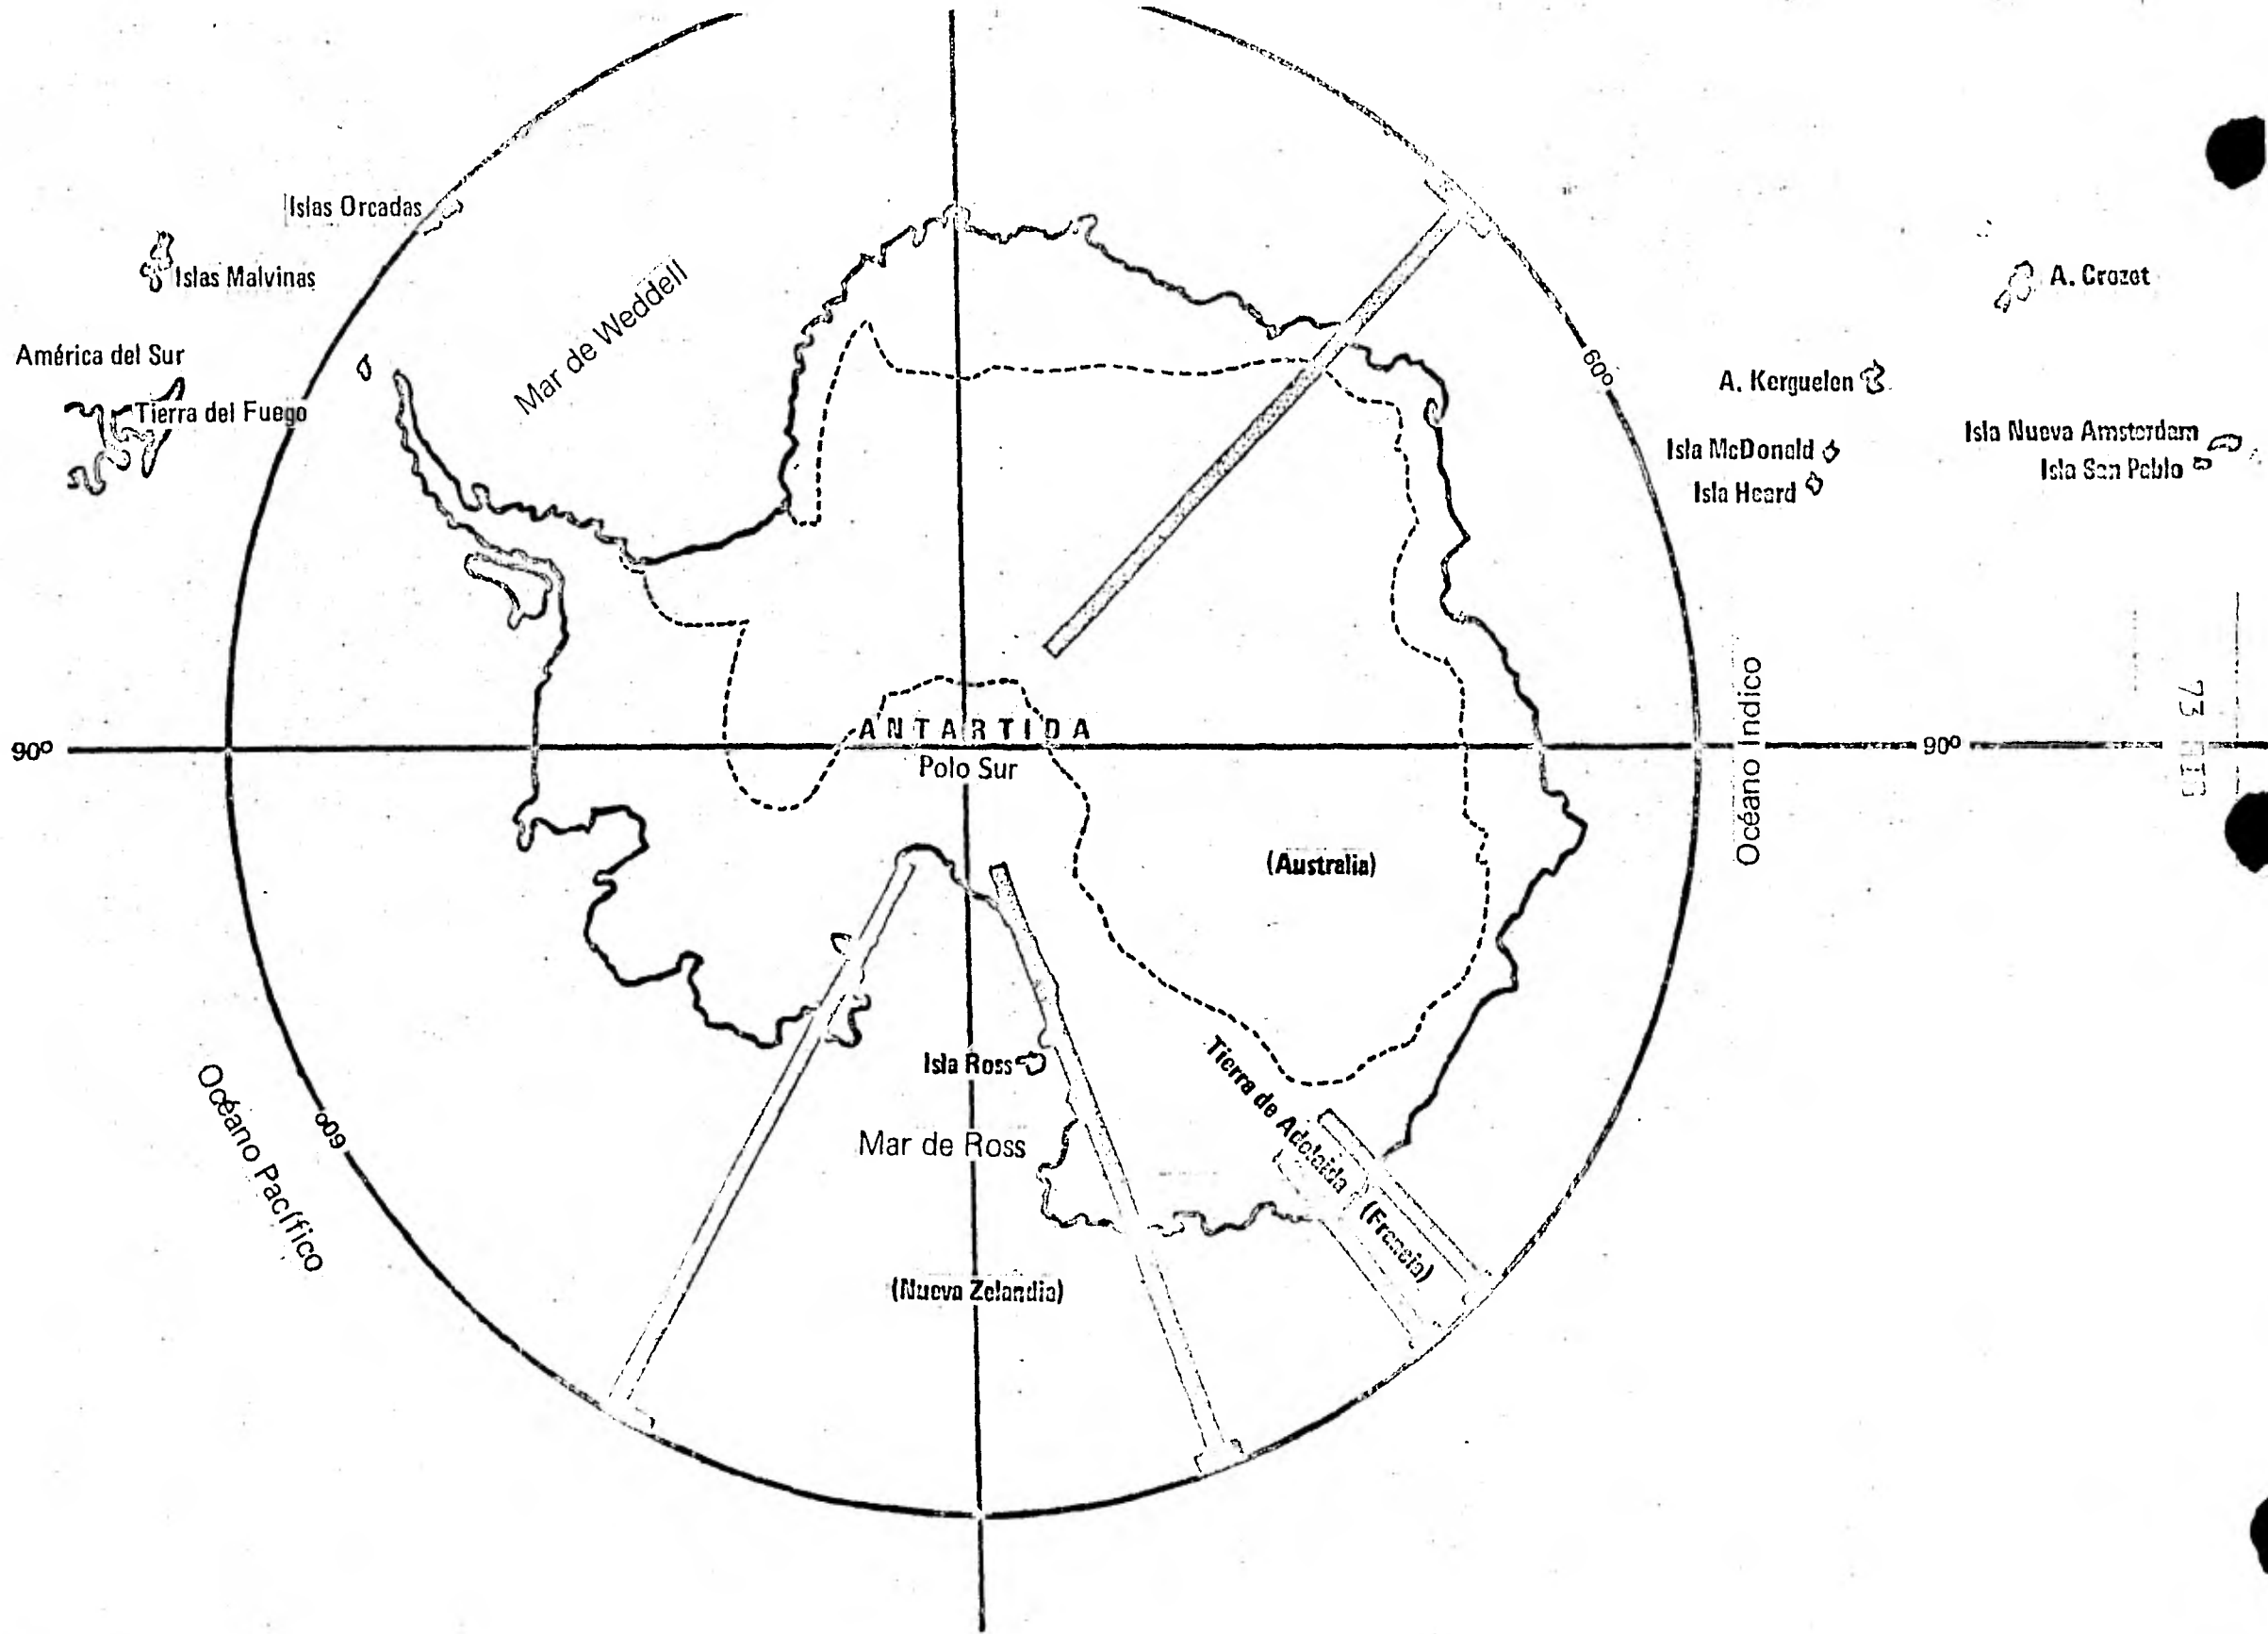 Islas Orcadas
Islas Malvinas
Mar de Weddell
A. Crozet
América del Sur
Tierra del Fuego
60º
A. Kerguelen
Isla McDonald
Isla Heard
Isla Nueva Amsterdam
Isla San Pablo
ANTARTIDA
90º
90º
Polo Sur
Océano Indico
73
(Australia)
Isla Ross
Tierra de Adelaida
(Francia)
Mar de Ross
Océano Pacífico
60º
(Nueva Zelandia)